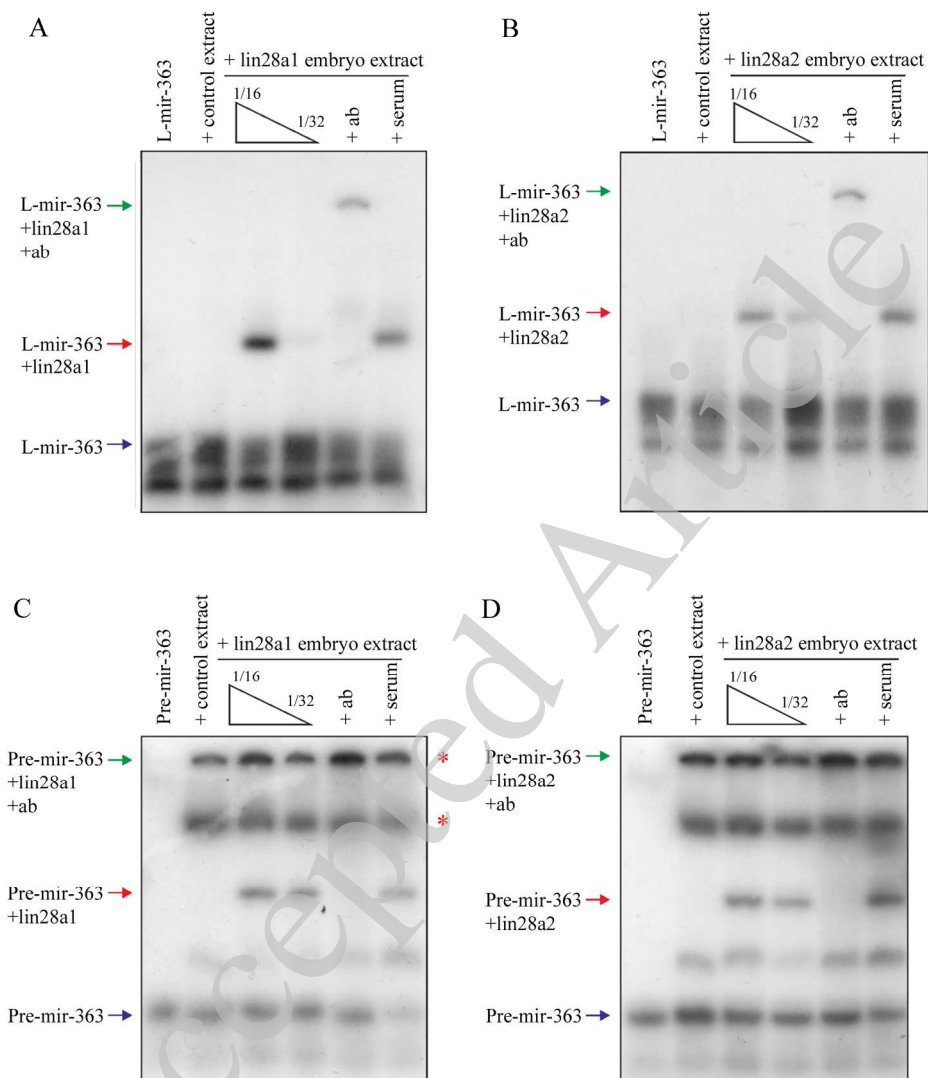 A
L-mir-363
+ control extract
+ lin28a1 embryo extract
1/16
1/32
+ ab
+ serum
L-mir-363
+lin28a1
+ab
L-mir-363
+lin28a1
L-mir-363
B
L-mir-363
+ control extract
+ lin28a2 embryo extract
1/16
1/32
+ ab
+ serum
L-mir-363
+lin28a2
+ab
L-mir-363
+lin28a2
L-mir-363
C
Pre-mir-363
+ control extract
+ lin28a1 embryo extract
1/16
1/32
+ ab
+ serum
Pre-mir-363
+lin28a1
+ab
*
*
Pre-mir-363
+lin28a1
Pre-mir-363
D
Pre-mir-363
+ control extract
+ lin28a2 embryo extract
1/16
1/32
+ ab
+ serum
Pre-mir-363
+lin28a2
+ab
Pre-mir-363
+lin28a2
Pre-mir-363
ccepted Article